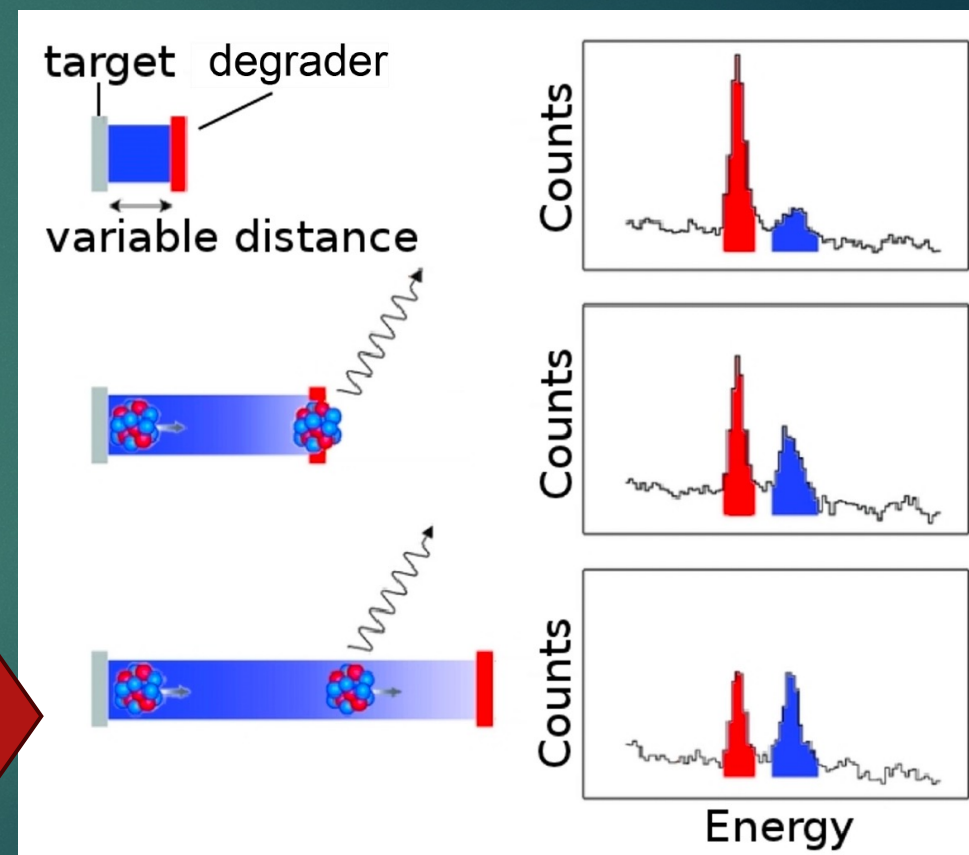 target degrader
variable distance
Counts
Counts
Counts
Energy